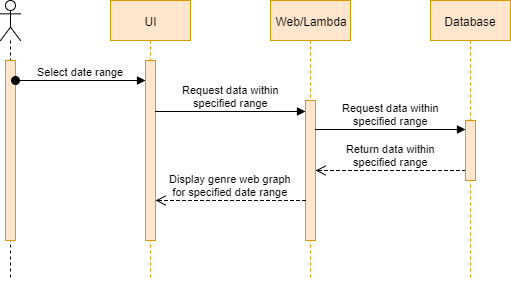 UI
Web/Lambda
Database
Select date range
Request data within
specified range
Request data within
specified range
Return data within
specified range
Display genre web graph
for specified date range